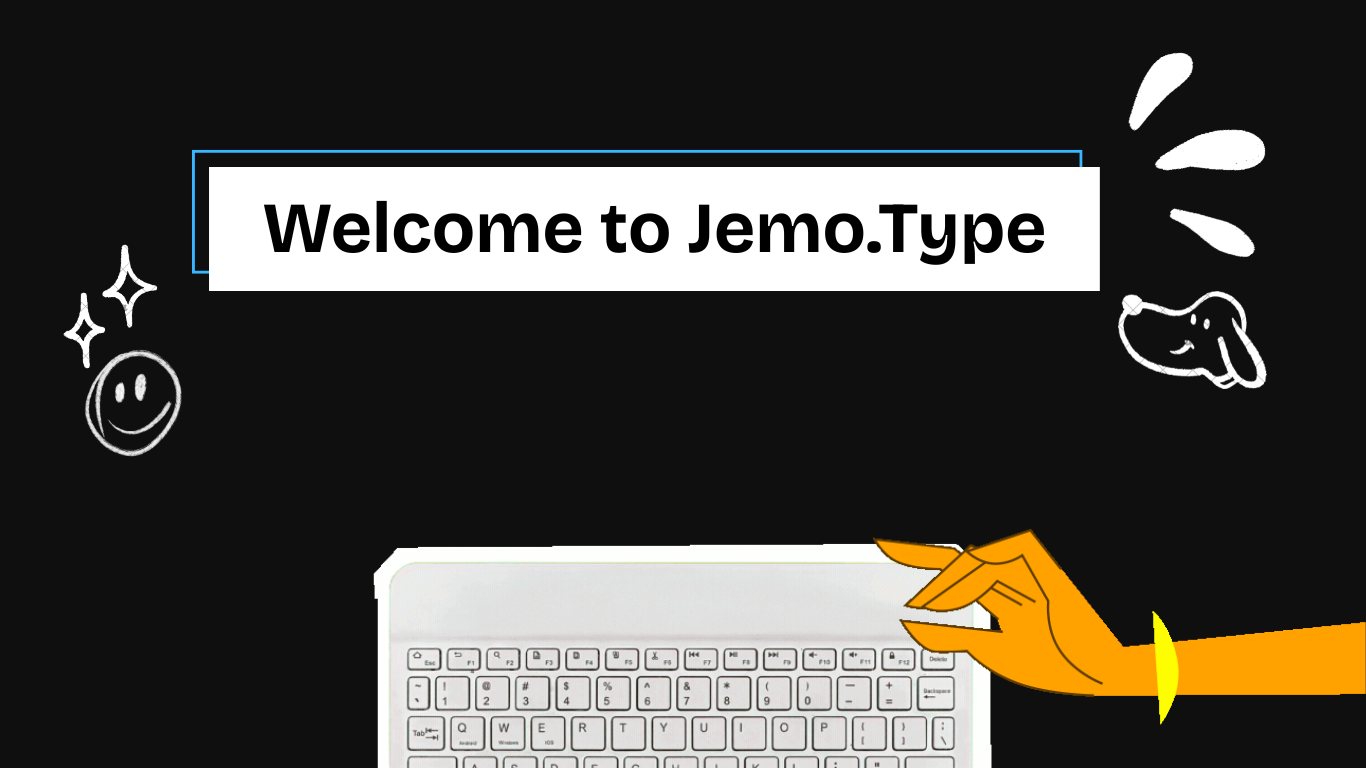 Welcome to Jemo.Type
Esc F1 F2 F3 F4 F5 F6 F7 F8 F9 F10 F11 F12 Delete
~ ! @ # $ % ^ & * ( ) — + Backspace
` 1 2 3 4 5 6 7 8 9 0 – =
Tab Q W E R T Y U I O P { } :
Android Windows iOS [ ] \